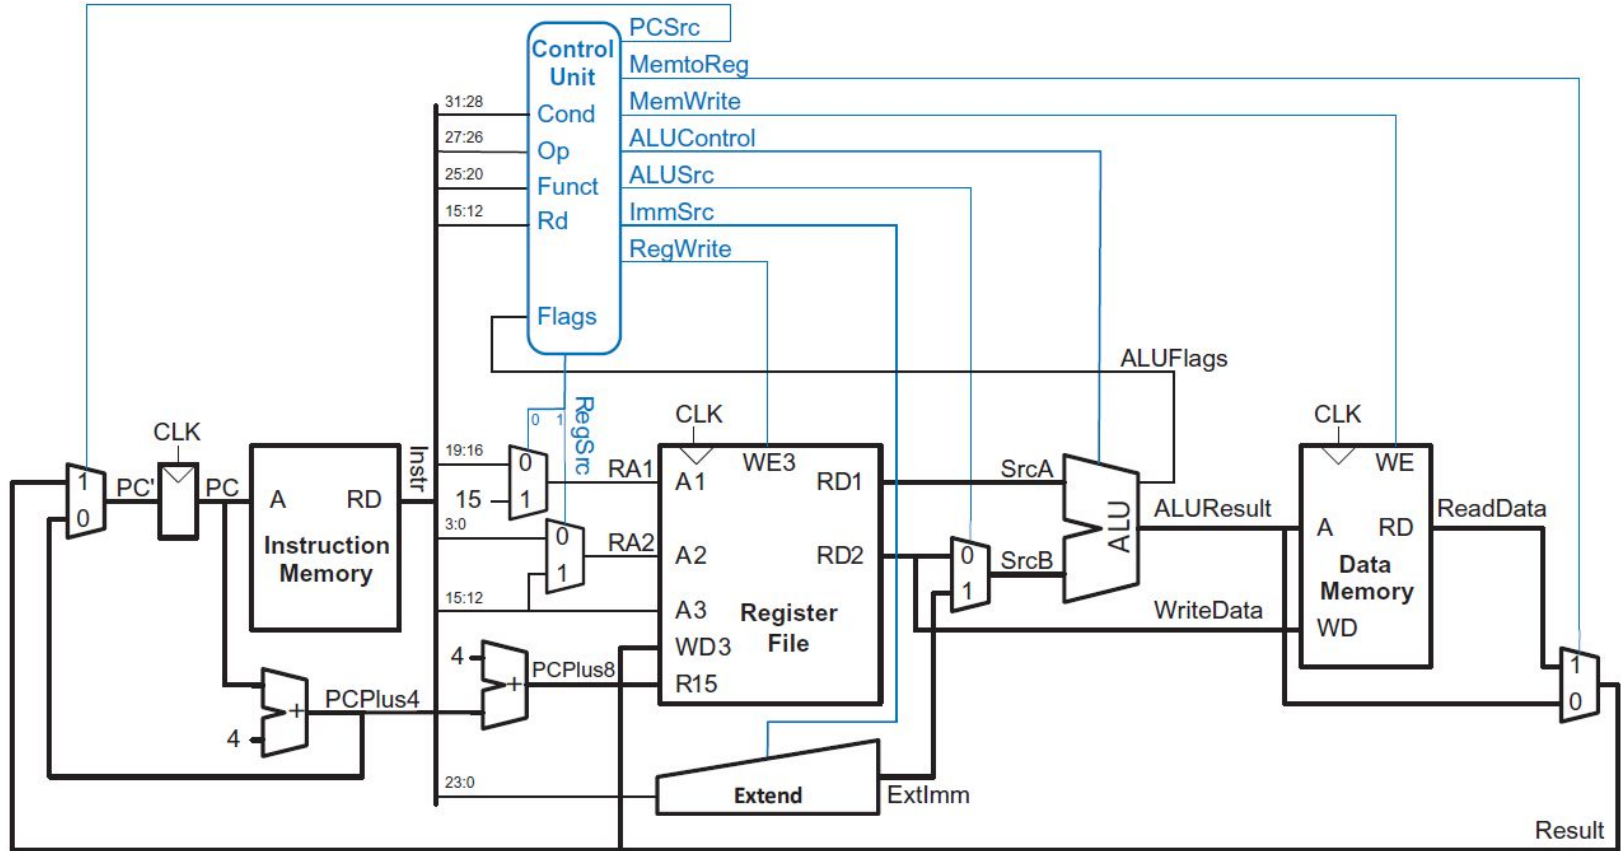 PCSrc
Control
Unit
MemtoReg
31:28
Cond
MemWrite
27:26
Op
ALUControl
25:20
Funct
ALUSrc
15:12
Rd
ImmSrc
RegWrite
Flags
ALUFlags
0 1
RegSrc
CLK
CLK
CLK
19:16
0
RA1
A1
WE3
RD1
SrcA
WE
1
PC'
PC
A
RD
Instr
15
1
0
3:0
0
RA2
A2
RD2
0
SrcB
ALU
ALUResult
A
RD
ReadData
Instruction
Memory
1
1
Data
Memory
15:12
A3
Register
File
WriteData
WD
4
WD3
1
PCPlus4
+
PCPlus8
R15
0
+
4
23:0
Extend
ExtImm
Result